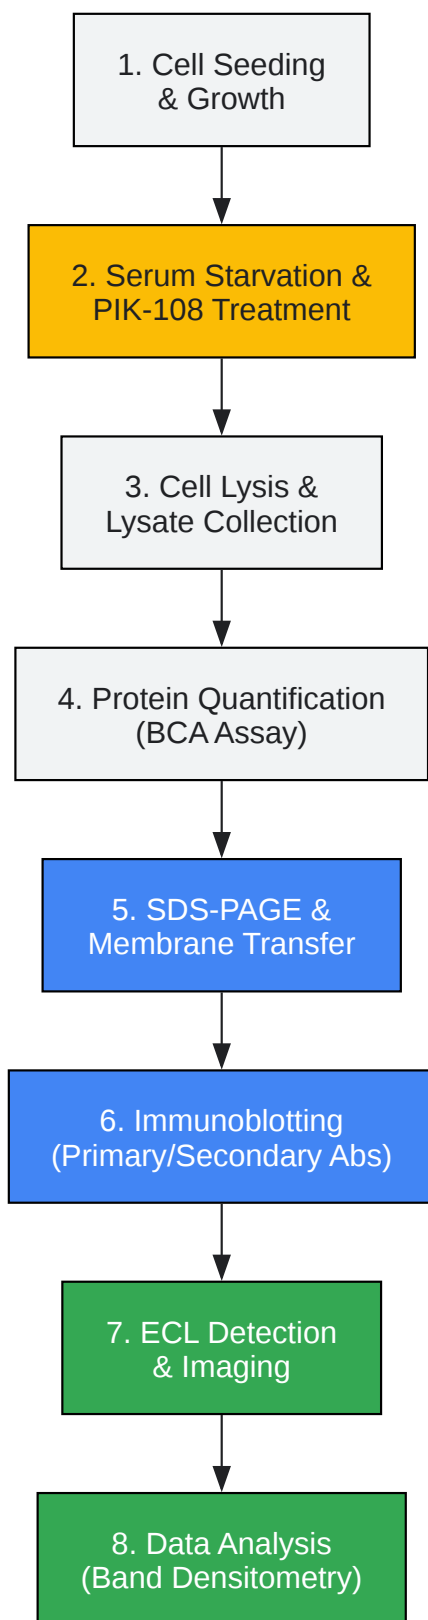 1. Cell Seeding
& Growth
2. Serum Starvation &
PIK-108 Treatment
3. Cell Lysis &
Lysate Collection
4. Protein Quantification
(BCA Assay)
5. SDS-PAGE &
Membrane Transfer
6. Immunoblotting
(Primary/Secondary Abs)
7. ECL Detection
& Imaging
8. Data Analysis
(Band Densitometry)